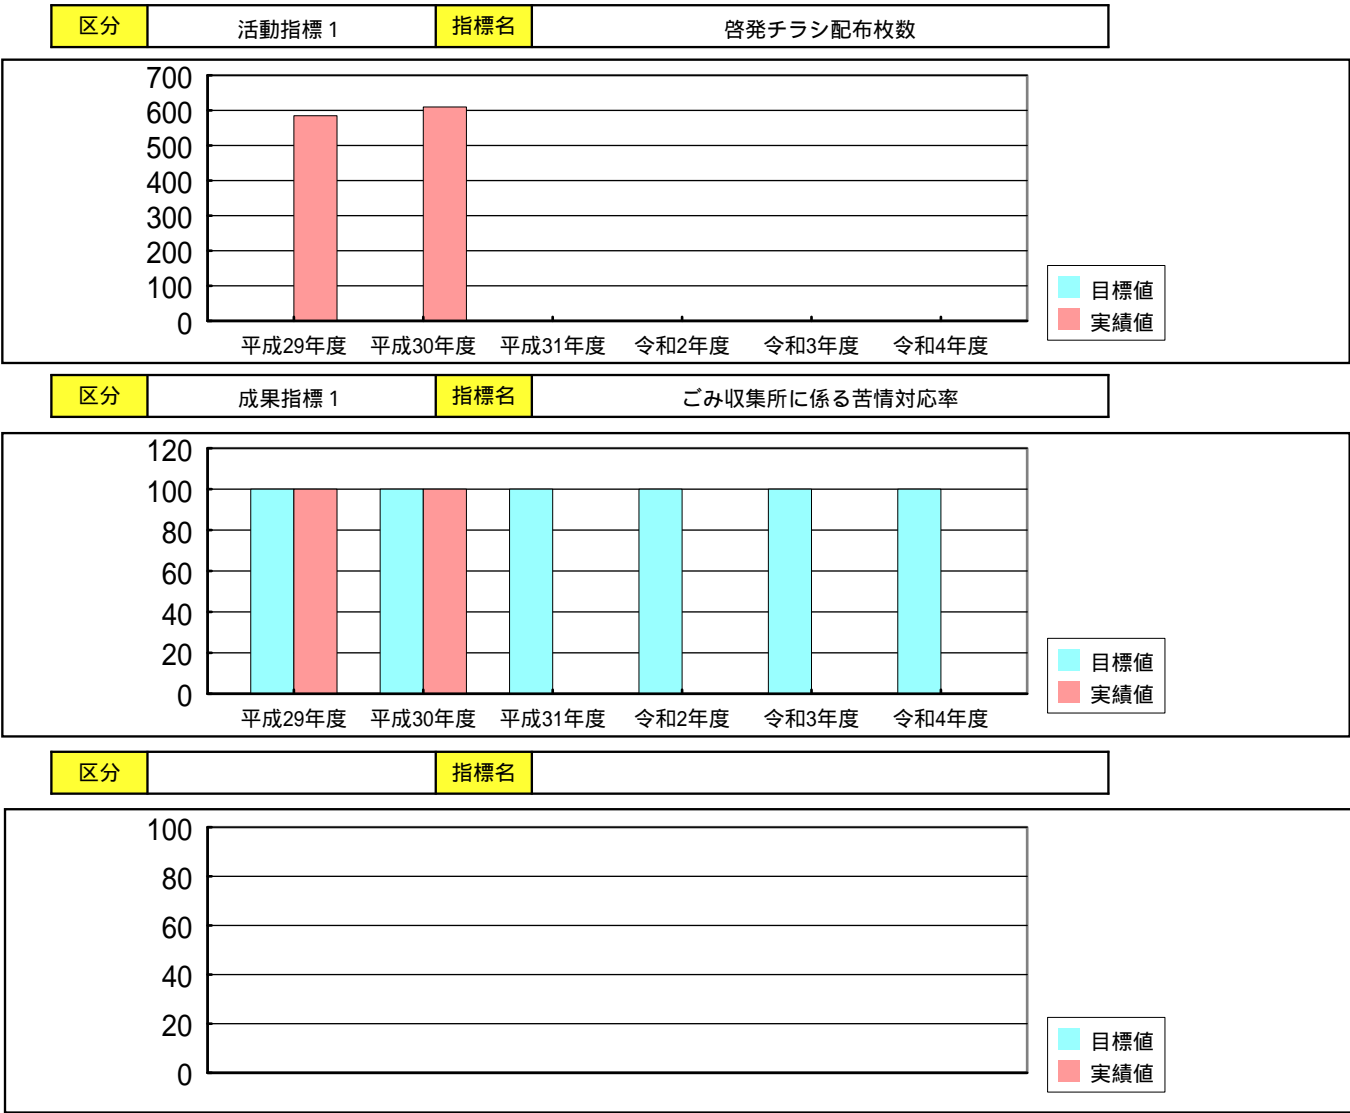 区分 活動指標1 指標名 啓発チラシ配布枚数
700
600
500
400
300
200
100
0
平成29年度 平成30年度 平成31年度 令和2年度 令和3年度 令和4年度
目標値
実績値
区分 成果指標1 指標名 ごみ収集所に係る苦情対応率
120
100
80
60
40
20
0
平成29年度 平成30年度 平成31年度 令和2年度 令和3年度 令和4年度
目標値
実績値
区分 指標名
100
80
60
40
20
0
目標値
実績値